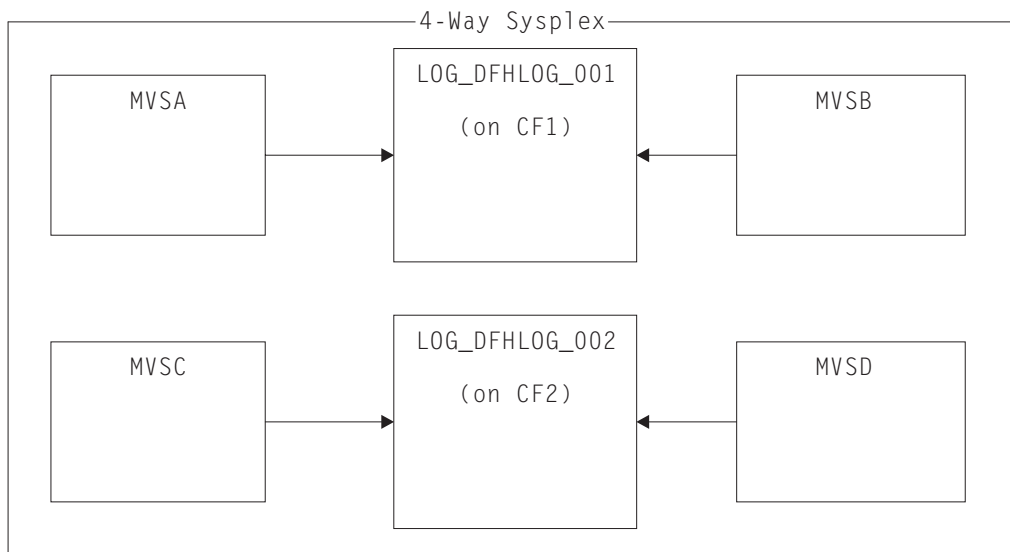 4-Way Sysplex
MVSA
LOG_DFHLOG_001
(on CF1)
MVSB
MVSC
LOG_DFHLOG_002
(on CF2)
MVSD